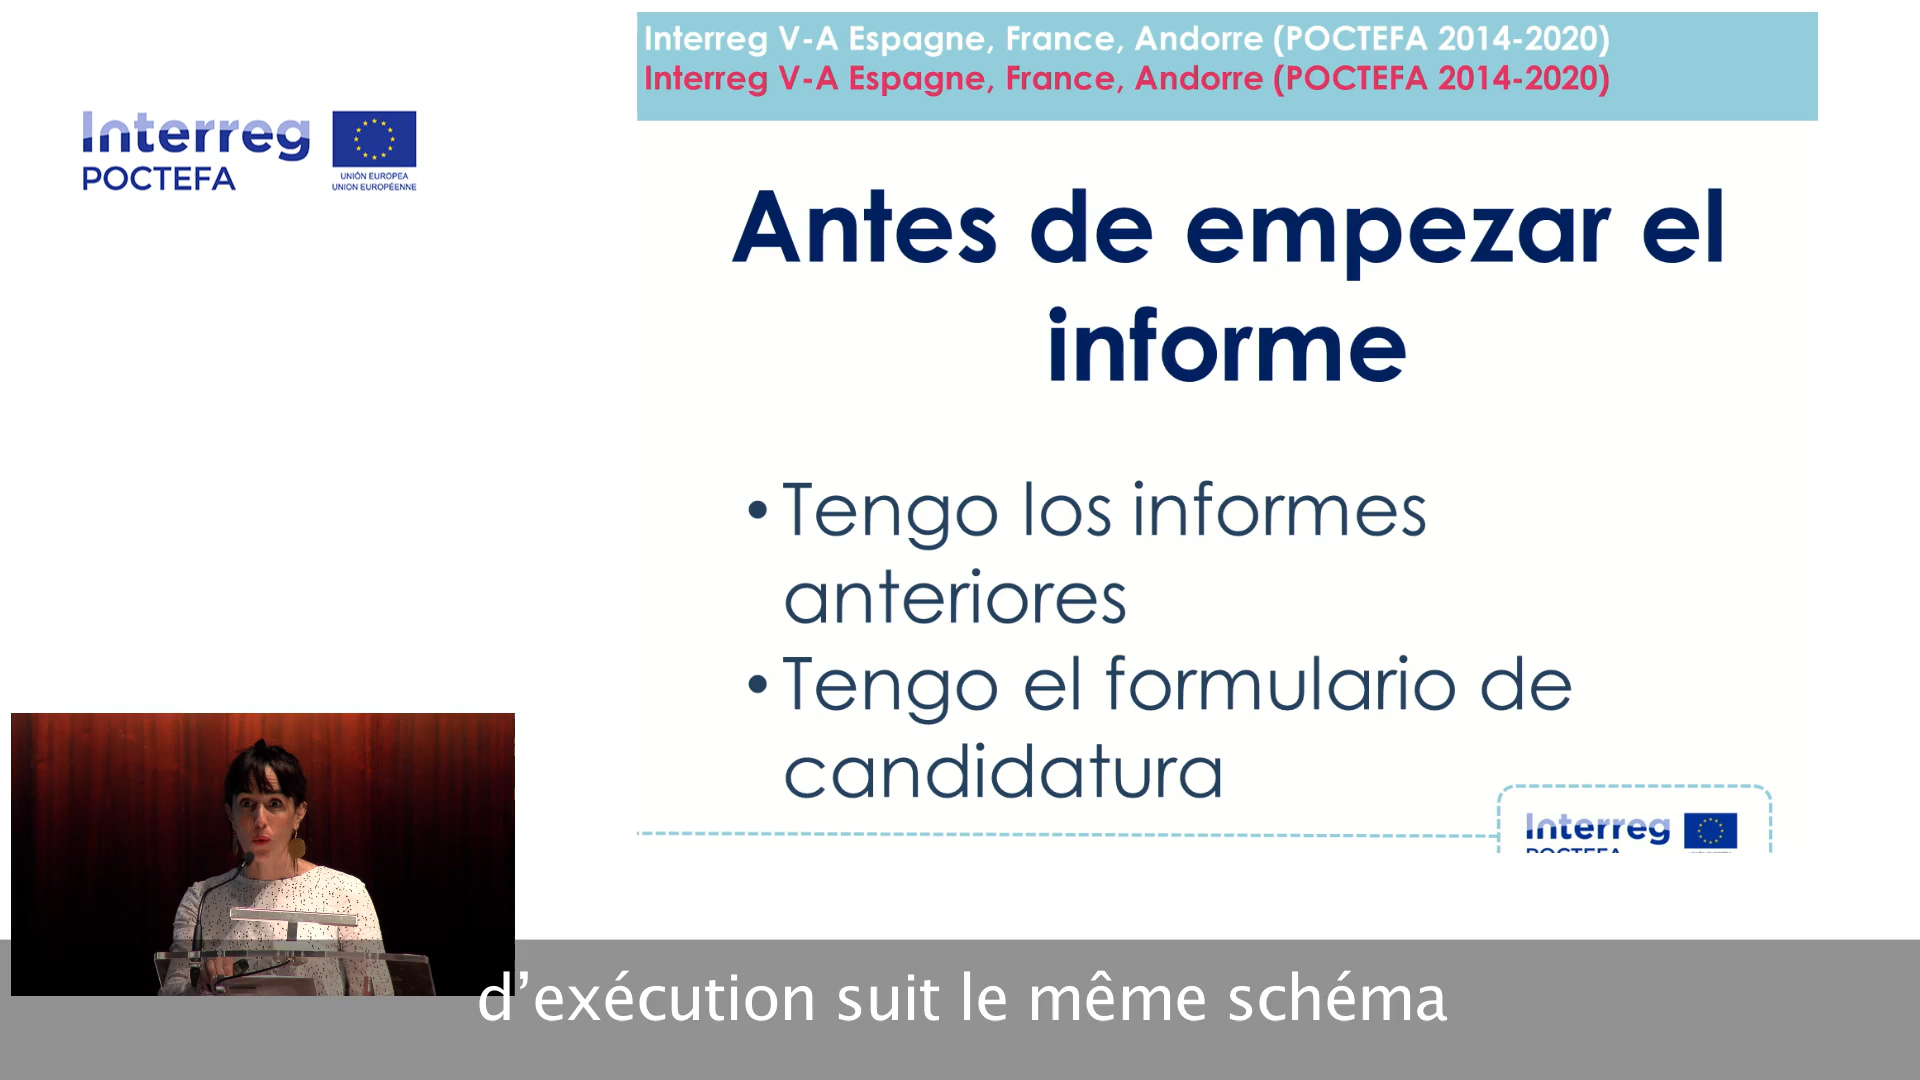 Interreg V-A Espagne, France, Andorre (POCTEFA 2014-2020)
Interreg V-A Espagne, France, Andorre (POCTEFA 2014-2020)
Interreg
POCTEFA
UNIÓN EUROPEA
UNION EUROPÉENNE
Antes de empezar el
informe
• Tengo los informes
anteriores
• Tengo el formulario de
candidatura
Interreg
POCTEFA
d’exécution suit le même schéma